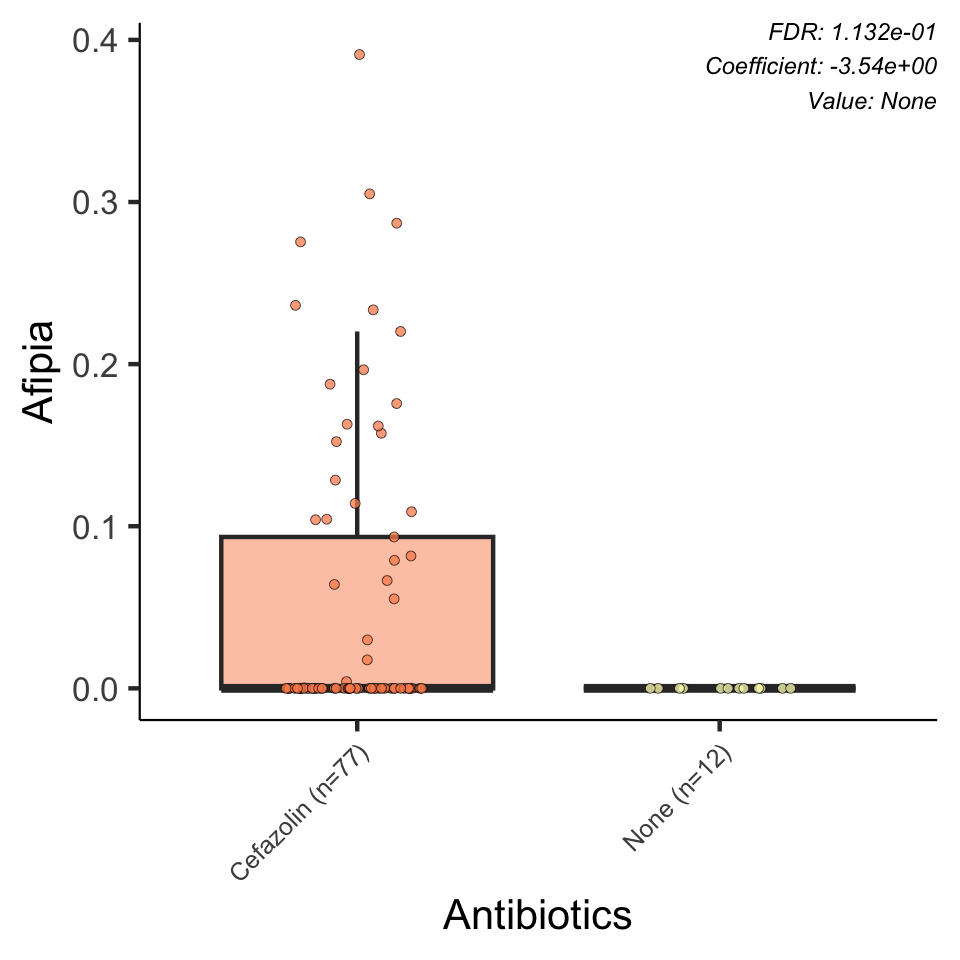 FDR: 1.132e-01
Coefficient: -3.54e+00
Value: None
Afipia
0.4
0.3
0.2
0.1
0.0
Cefazolin (n=77)
None (n=12)
Antibiotics